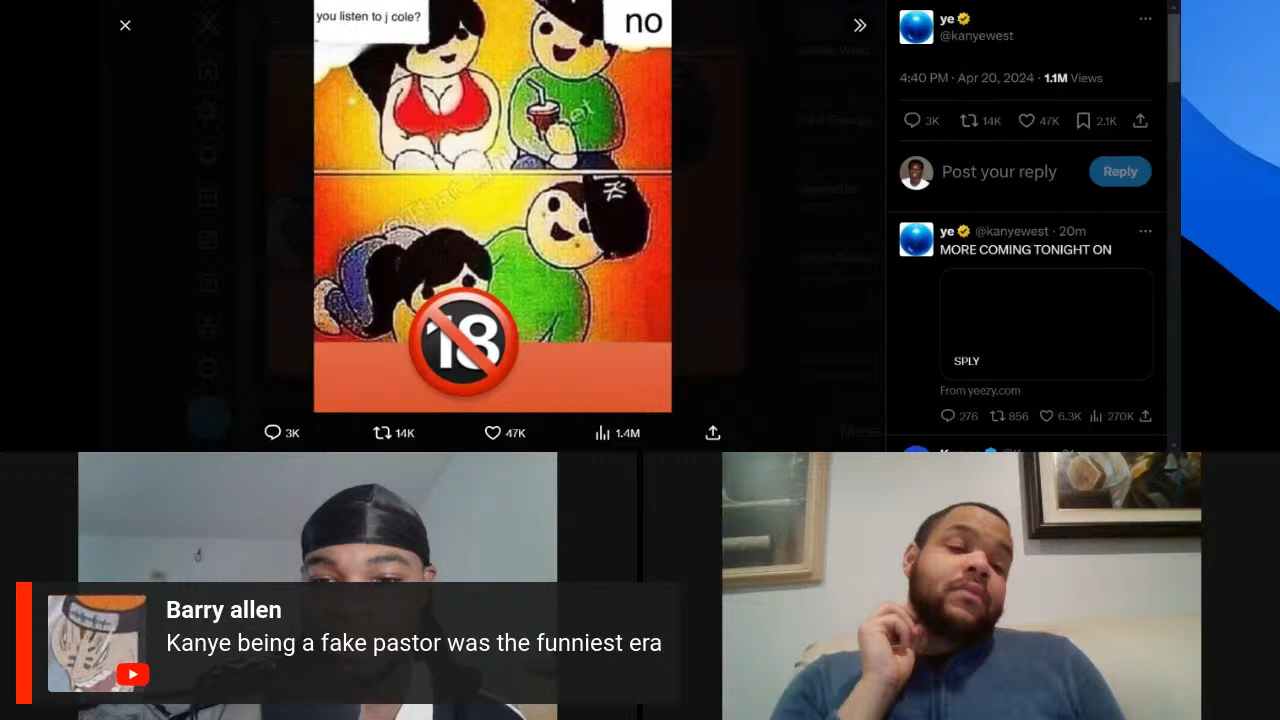 you listen to j cole?
no
ye
@kanyewest
4:40 PM · Apr 20, 2024 · 1.1M Views
3K 14K 47K 2.1K
Post your reply
Reply
ye @kanyewest · 20m
MORE COMING TONIGHT ON
SPLY
From yeezy.com
276 856 6.3K 270K
18
3K 14K 47K 1.4M
Barry allen
Kanye being a fake pastor was the funniest era